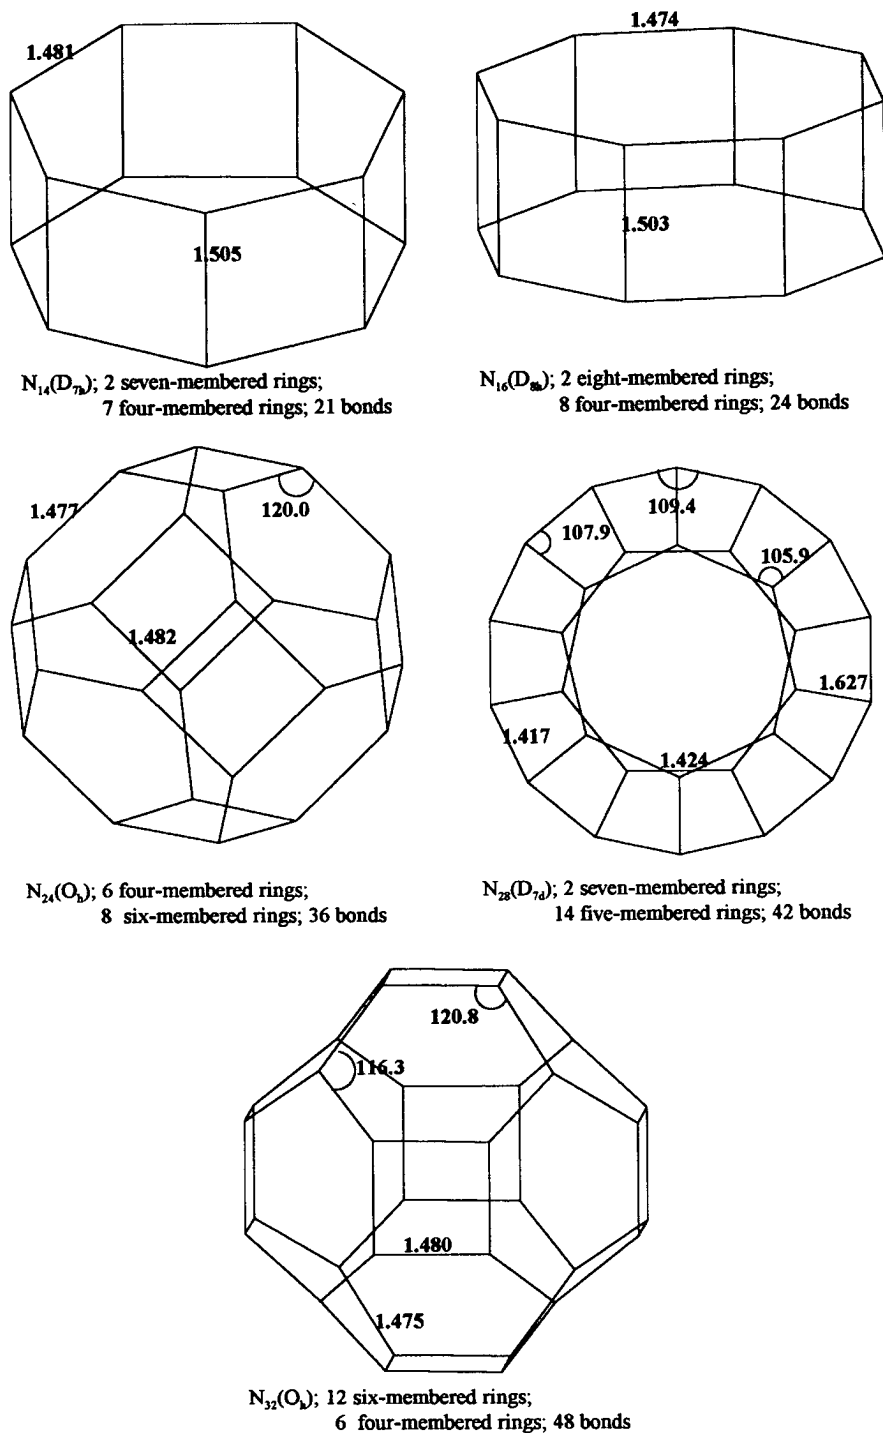 1.481
1.474
1.505
1.503
N₁₄(D₇ₕ); 2 seven-membered rings;
7 four-membered rings; 21 bonds
N₁₆(D₈ₕ); 2 eight-membered rings;
8 four-membered rings; 24 bonds
1.477
120.0
1.482
109.4
107.9
105.9
1.627
1.417
1.424
N₂₄(Oₕ); 6 four-membered rings;
8 six-membered rings; 36 bonds
N₂₈(D₇d); 2 seven-membered rings;
14 five-membered rings; 42 bonds
120.8
116.3
1.480
1.475
N₃₂(Oₕ); 12 six-membered rings;
6 four-membered rings; 48 bonds